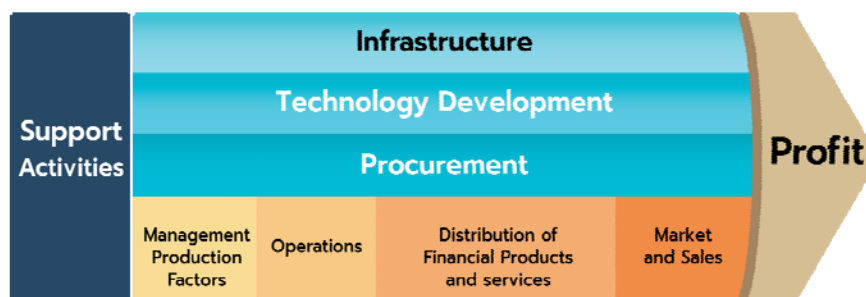 Infrastructure
Technology Development
Support
Activities
Procurement
Profit
Management
Production
Factors
Operations
Distribution of
Financial Products
and services
Market
and Sales